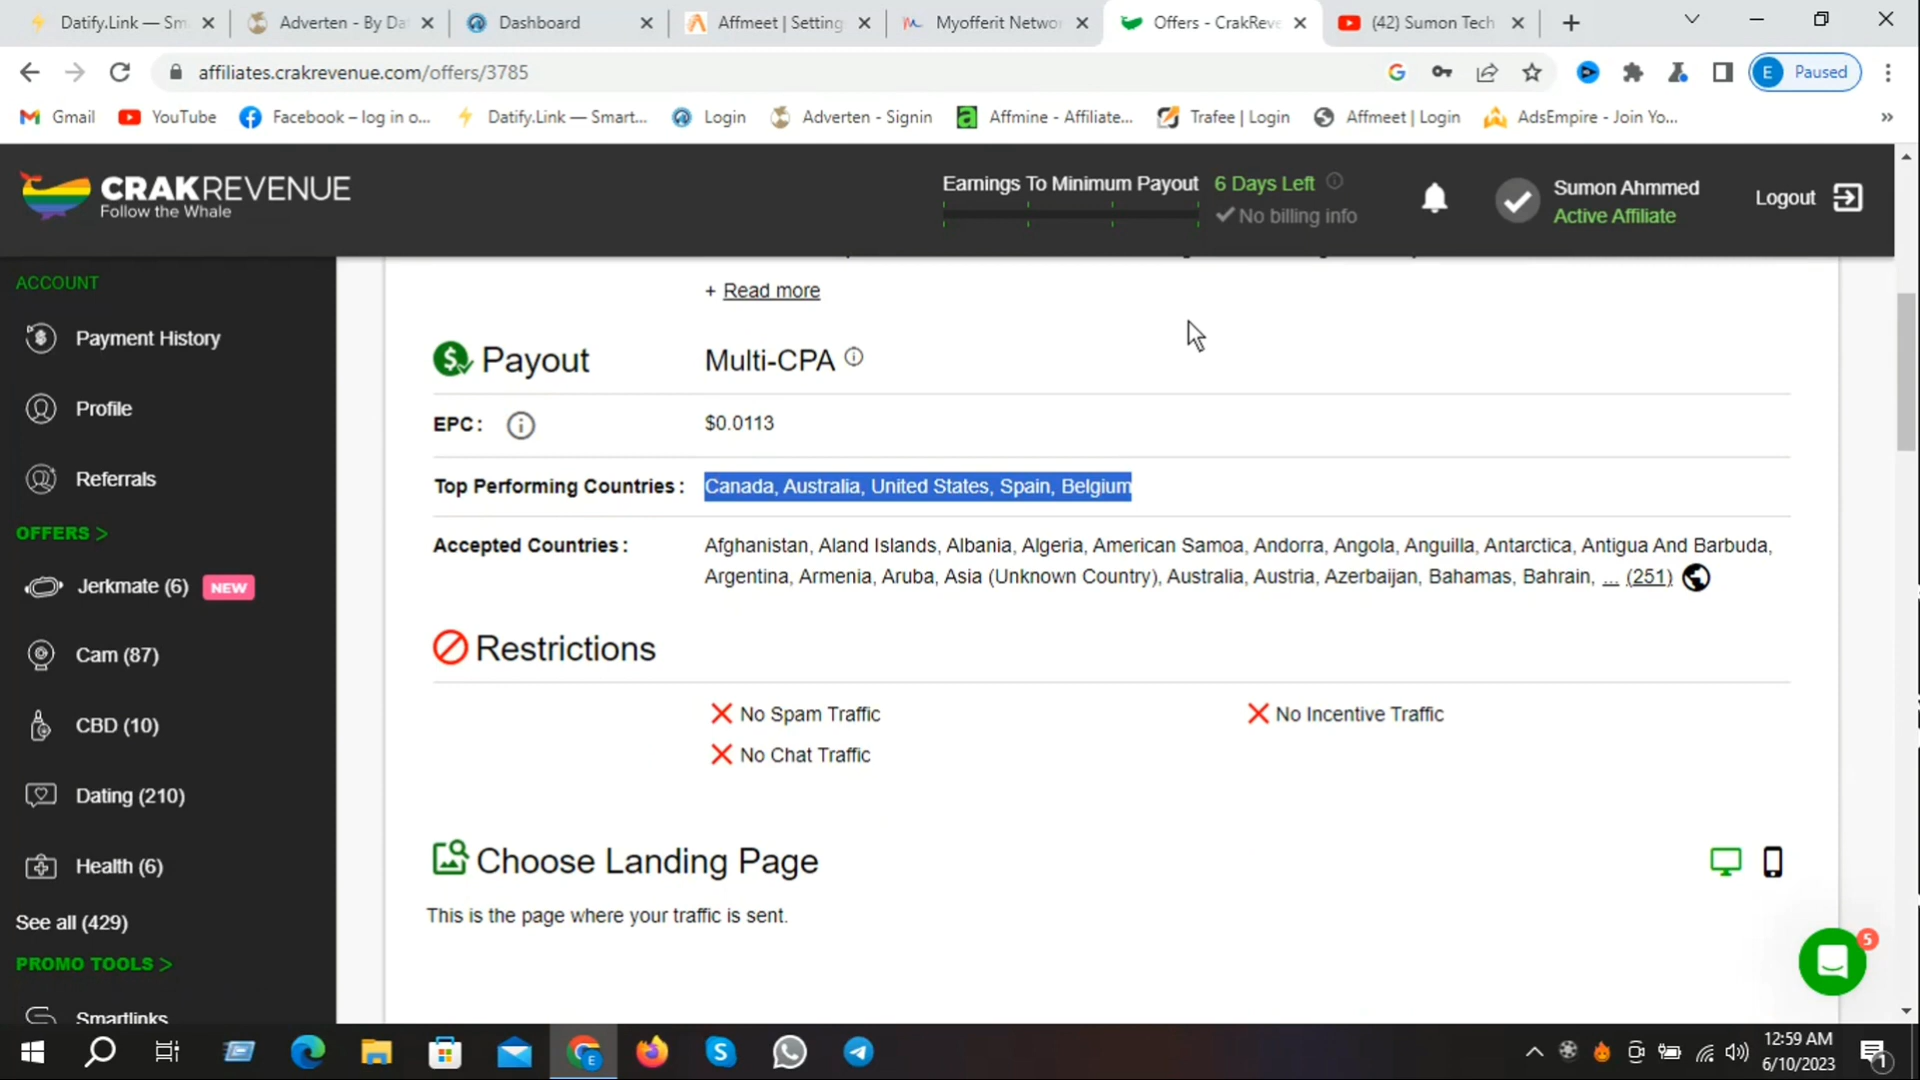 Datify.Link — Sm
Adverten - By Da
Dashboard
Affmeet | Setting
Myofferit Networ
Offers - CrakReve
(42) Sumon Tech
affiliates.crakrevenue.com/offers/3785
E Paused
Gmail
YouTube
Facebook – log in o...
Datify.Link — Smart...
Login
Adverten - Signin
Affmine - Affiliate...
Trafee | Login
Affmeet | Login
AdsEmpire - Join Yo...
CRAKREVENUE
Follow the Whale
Earnings To Minimum Payout
6 Days Left
No billing info
Sumon Ahmmed
Active Affiliate
Logout
ACCOUNT
Payment History
Profile
Referrals
OFFERS >
Jerkmate (6) NEW
Cam (87)
CBD (10)
Dating (210)
Health (6)
See all (429)
PROMO TOOLS >
Smartlinks
+ Read more
Payout
Multi-CPA
EPC:
$0.0113
Top Performing Countries:
Canada, Australia, United States, Spain, Belgium
Accepted Countries:
Afghanistan, Aland Islands, Albania, Algeria, American Samoa, Andorra, Angola, Anguilla, Antarctica, Antigua And Barbuda,
Argentina, Armenia, Aruba, Asia (Unknown Country), Australia, Austria, Azerbaijan, Bahamas, Bahrain, ... (251)
Restrictions
No Spam Traffic
No Incentive Traffic
No Chat Traffic
Choose Landing Page
This is the page where your traffic is sent.
5
12:59 AM
6/10/2023
1